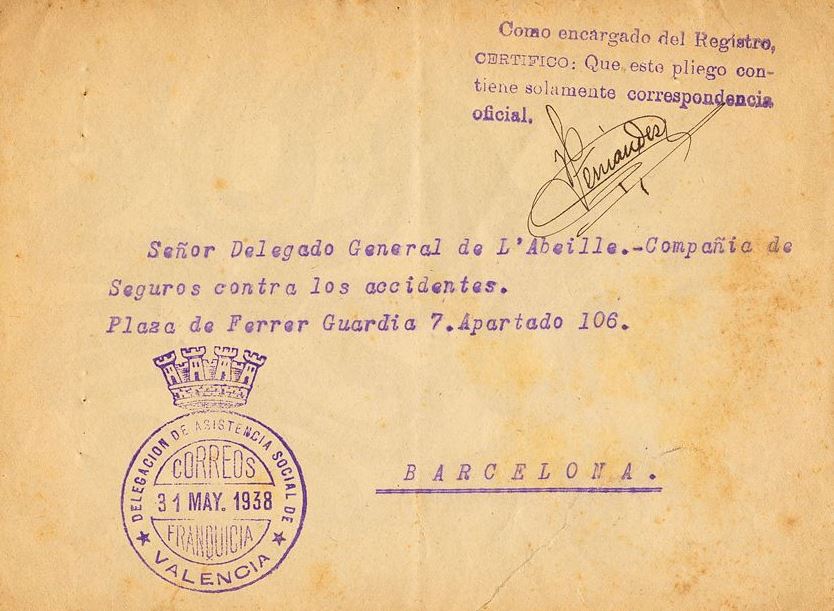 Como encargado del Registro,
CERTIFICO: Que este pliego con-
tiene solamente correspondencia
oficial.
Fernández
Señor Delegado General de L'Abeille.-Compañia de
Seguros contra los accidentes.
Plaza de Ferrer Guardia 7.Apartado 106.
DELEGACION DE ASISTENCIA SOCIAL DE
CORREOS
31 MAY. 1938
FRANQUICIA
★ VALENCIA ★
BARCELONA.